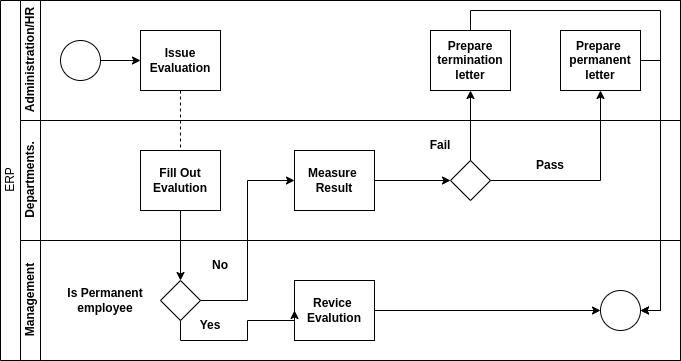 ERP
Administration/HR
Issue
Evaluation
Prepare
termination
letter
Prepare
permanent
letter
Departments.
Fill Out
Evalution
Measure
Result
Fail
Pass
Management
Is Permanent
employee
No
Yes
Revice
Evalution